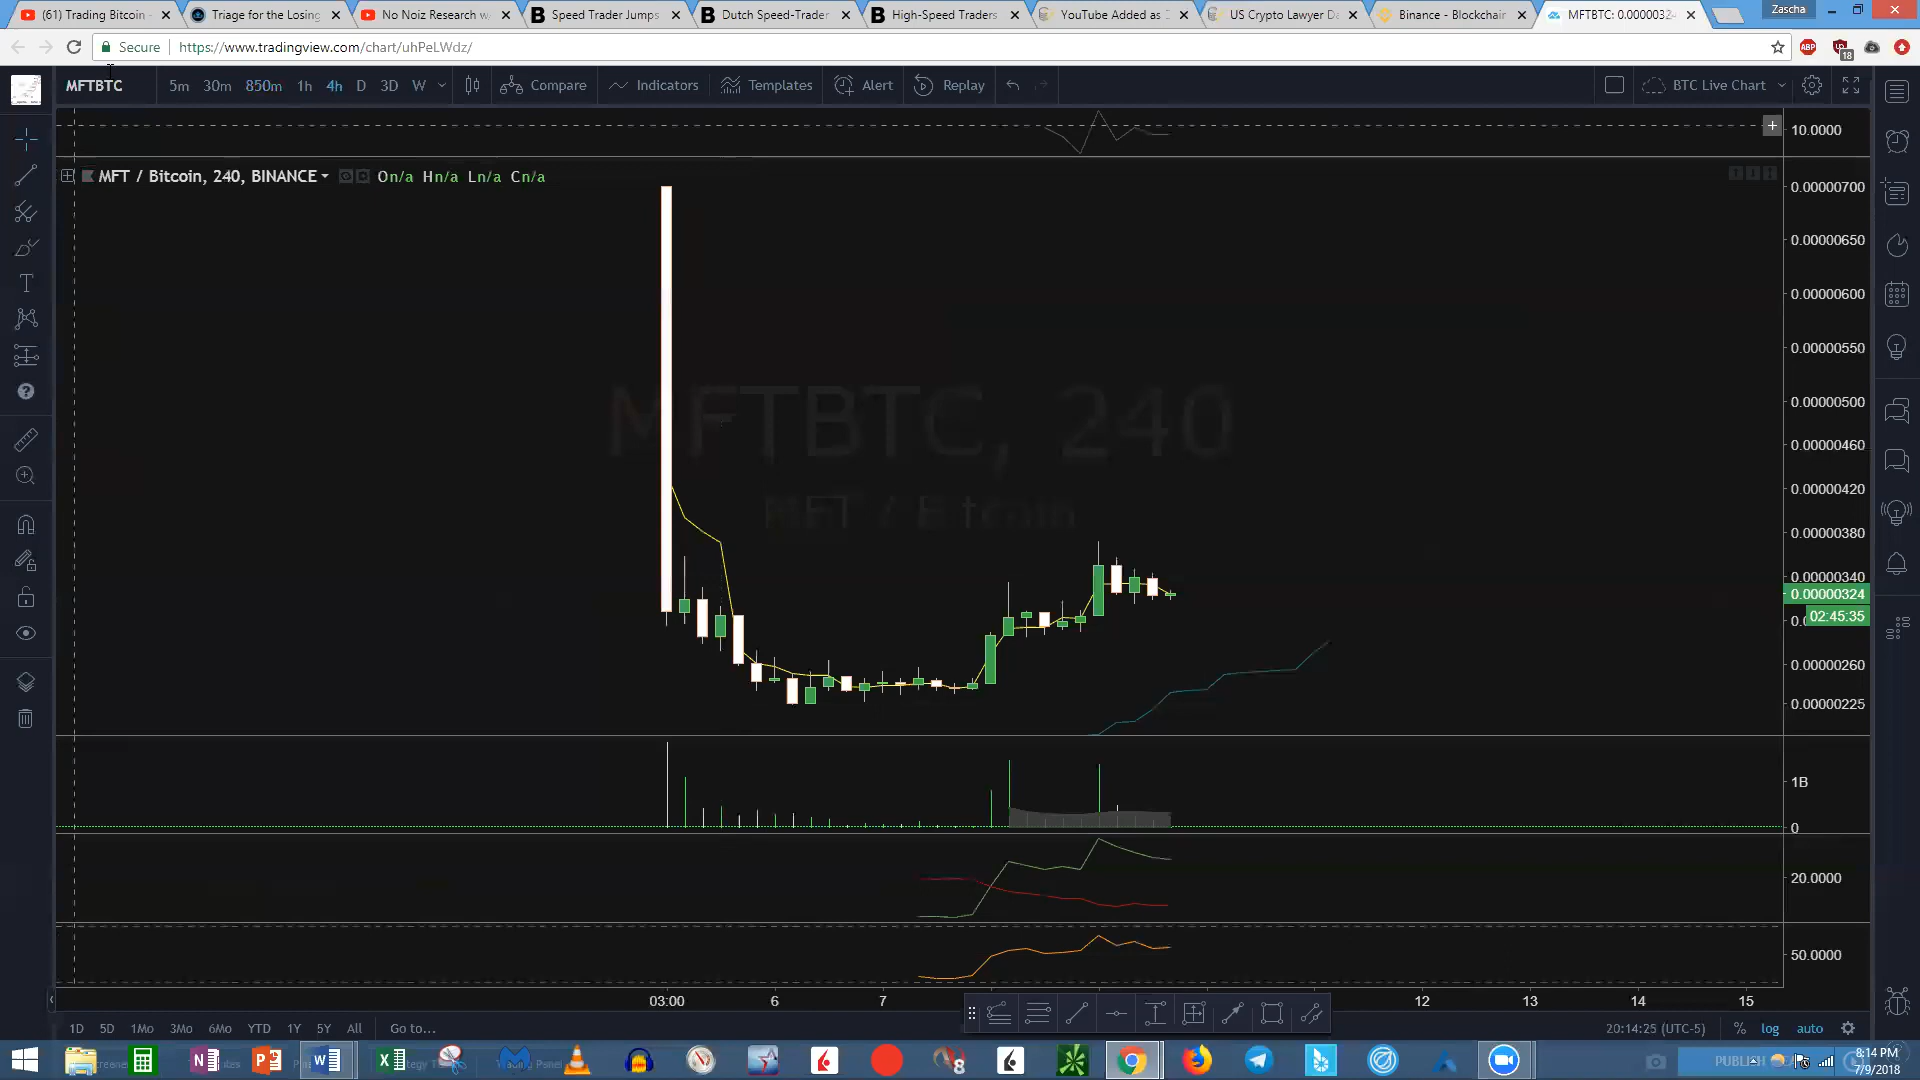 (61) Trading Bitcoin -
Triage for the Losing
No Noiz Research w
Speed Trader Jumps
Dutch Speed-Trader
High-Speed Traders
YouTube Added as
US Crypto Lawyer Da
Binance - Blockchain
MFTBTC: 0.00000324
Zascha
Secure
https://www.tradingview.com/chart/uhPeLWdz/
ABP
18
MFTBTC
5m 30m 850m 1h 4h D 3D W
Compare
Indicators
Templates
Alert
Replay
BTC Live Chart
10.0000
MFT / Bitcoin, 240, BINANCE
On/a Hn/a Ln/a Cn/a
0.00000700
0.00000650
0.00000600
0.00000550
0.00000500
0.00000460
0.00000420
0.00000380
0.00000340
0.00000324
02:45:35
0.00000260
0.00000225
MFTBTC, 240
MFT / Bitcoin
1B
0
20.0000
50.0000
03:00 6 7 12 13 14 15
1D 5D 1Mo 3Mo 6Mo YTD 1Y 5Y All Go to...
20:14:25 (UTC-5) % log auto
PUBLISH
8:14 PM
7/9/2018